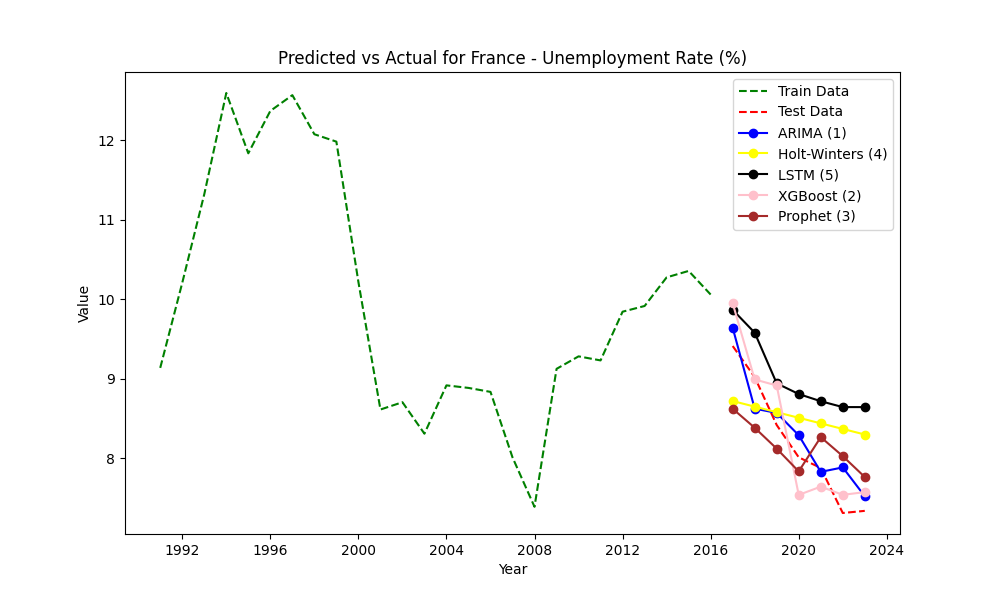 Predicted vs Actual for France - Unemployment Rate (%)
Train Data
Test Data
ARIMA (1)
Holt-Winters (4)
LSTM (5)
XGBoost (2)
Prophet (3)
Value
12
11
10
9
8
1992 1996 2000 2004 2008 2012 2016 2020 2024
Year